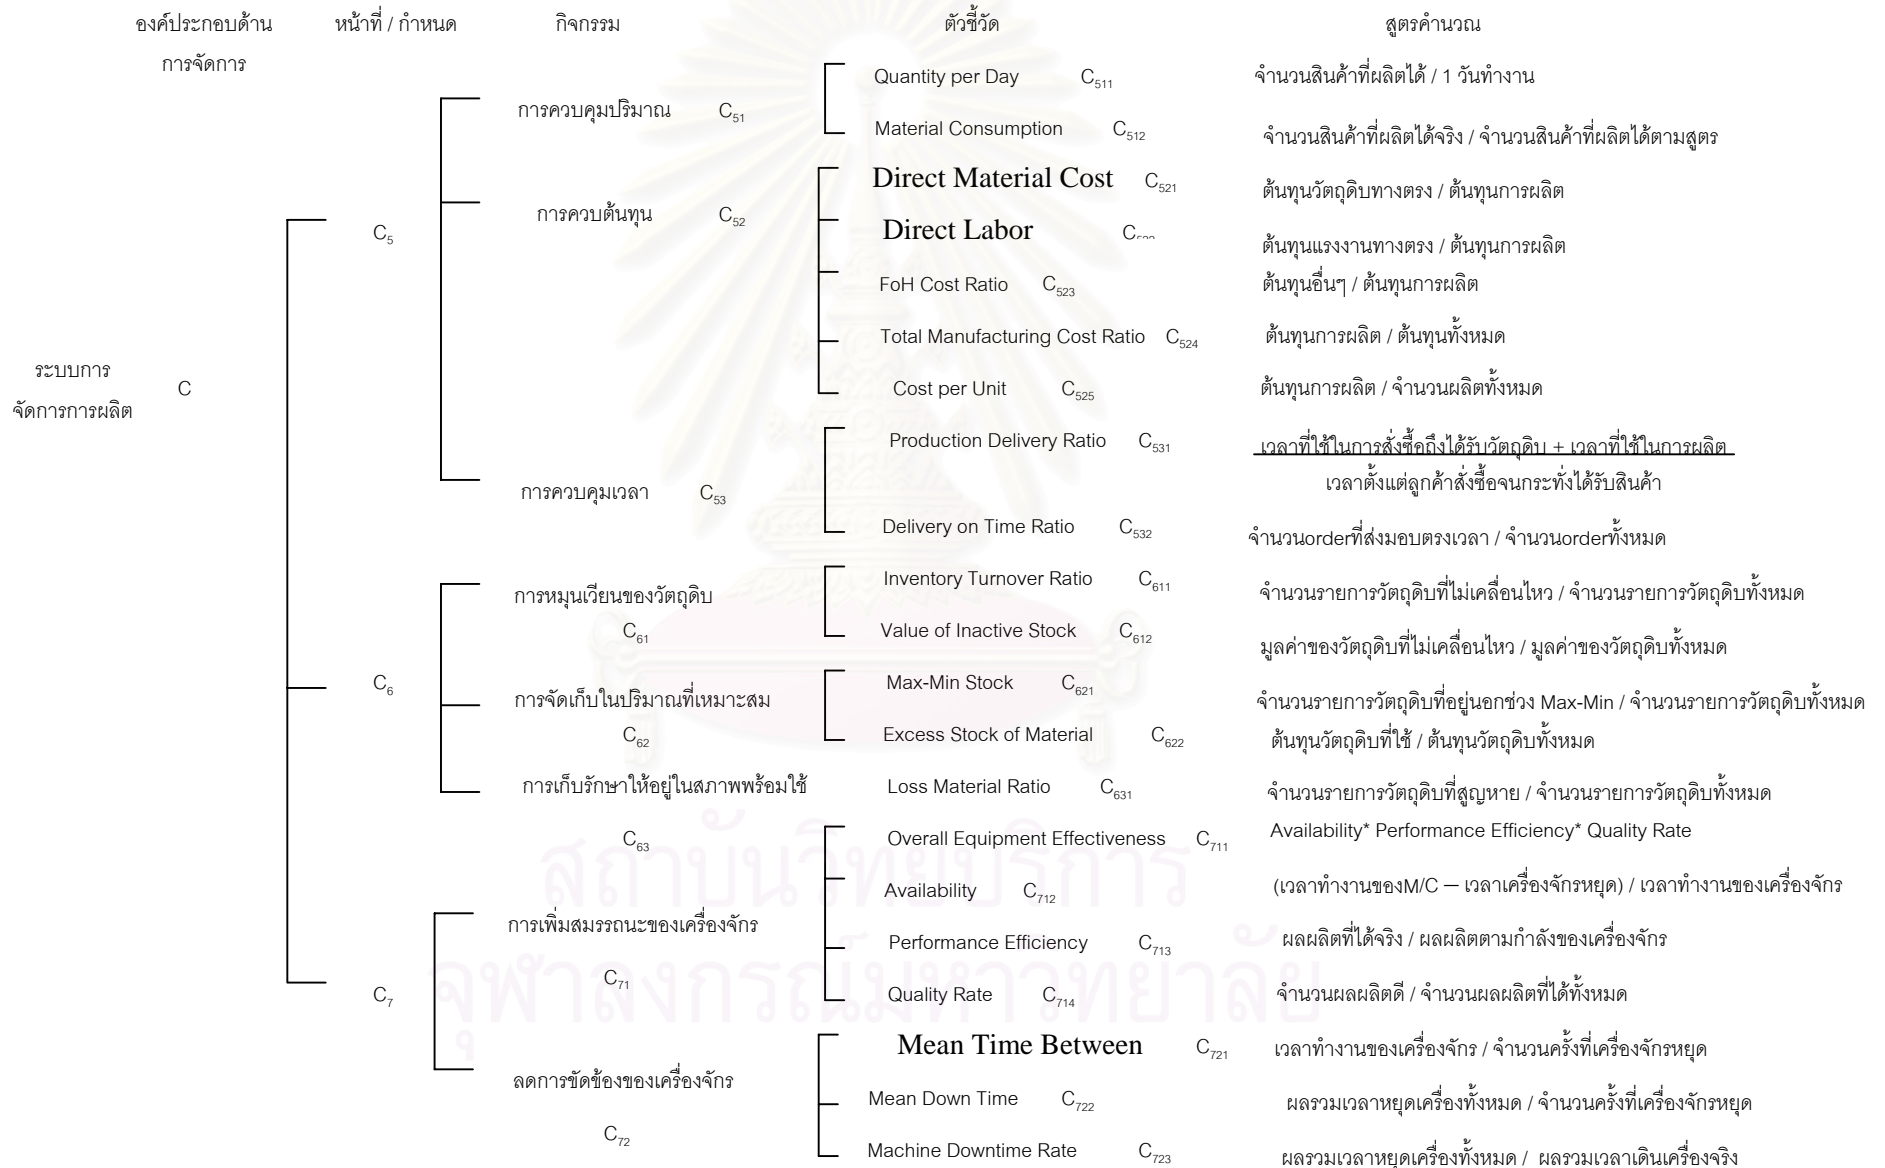 องค์ประกอบด้าน หน้าที่ / กำหนด กิจกรรม ตัวชี้วัด สูตรคำนวณ
การจัดการ
Quantity per Day C511 จำนวนสินค้าที่ผลิตได้ / 1 วันทำงาน
การควบคุมปริมาณ C51
Material Consumption C512 จำนวนสินค้าที่ผลิตได้จริง / จำนวนสินค้าที่ผลิตได้ตามสูตร
Direct Material Cost C521 ต้นทุนวัตถุดิบทางตรง / ต้นทุนการผลิต
การควบต้นทุน C52
C5 Direct Labor ต้นทุนแรงงานทางตรง / ต้นทุนการผลิต
FoH Cost Ratio C523 ต้นทุนอื่นๆ / ต้นทุนการผลิต
Total Manufacturing Cost Ratio C524 ต้นทุนการผลิต / ต้นทุนทั้งหมด
ระบบการ
จัดการการผลิต C
Cost per Unit C525 ต้นทุนการผลิต / จำนวนผลิตทั้งหมด
Production Delivery Ratio C531 เวลาที่ใช้ในการสั่งซื้อถึงได้รับวัตถุดิบ + เวลาที่ใช้ในการผลิต
เวลาตั้งแต่ลูกค้าสั่งซื้อจนกระทั่งได้รับสินค้า
การควบคุมเวลา C53
Delivery on Time Ratio C532 จำนวนorderที่ส่งมอบตรงเวลา / จำนวนorderทั้งหมด
Inventory Turnover Ratio C611 จำนวนรายการวัตถุดิบที่ไม่เคลื่อนไหว / จำนวนรายการวัตถุดิบทั้งหมด
การหมุนเวียนของวัตถุดิบ
C61 Value of Inactive Stock C612 มูลค่าของวัตถุดิบที่ไม่เคลื่อนไหว / มูลค่าของวัตถุดิบทั้งหมด
C6 Max-Min Stock C621 จำนวนรายการวัตถุดิบที่อยู่นอกช่วง Max-Min / จำนวนรายการวัตถุดิบทั้งหมด
การจัดเก็บในปริมาณที่เหมาะสม
C62 Excess Stock of Material C622 ต้นทุนวัตถุดิบที่ใช้ / ต้นทุนวัตถุดิบทั้งหมด
การเก็บรักษาให้อยู่ในสภาพพร้อมใช้ Loss Material Ratio C631 จำนวนรายการวัตถุดิบที่สูญหาย / จำนวนรายการวัตถุดิบทั้งหมด
C63 Overall Equipment Effectiveness C711 Availability* Performance Efficiency* Quality Rate
สถาบันวิทยบริการ
Availability C712 (เวลาทำงานของM/C – เวลาเครื่องจักรหยุด) / เวลาทำงานของเครื่องจักร
การเพิ่มสมรรถนะของเครื่องจักร
Performance Efficiency C713 ผลผลิตที่ได้จริง / ผลผลิตตามกำลังของเครื่องจักร
C71
C7 Quality Rate C714 จำนวนผลผลิตดี / จำนวนผลผลิตที่ได้ทั้งหมด
จุฬาลงกรณ์มหาวิทยาลัย
Mean Time Between C721 เวลาทำงานของเครื่องจักร / จำนวนครั้งที่เครื่องจักรหยุด
ลดการขัดข้องของเครื่องจักร
Mean Down Time C722 ผลรวมเวลาหยุดเครื่องทั้งหมด / จำนวนครั้งที่เครื่องจักรหยุด
C72
Machine Downtime Rate C723 ผลรวมเวลาหยุดเครื่องทั้งหมด / ผลรวมเวลาเดินเครื่องจริง